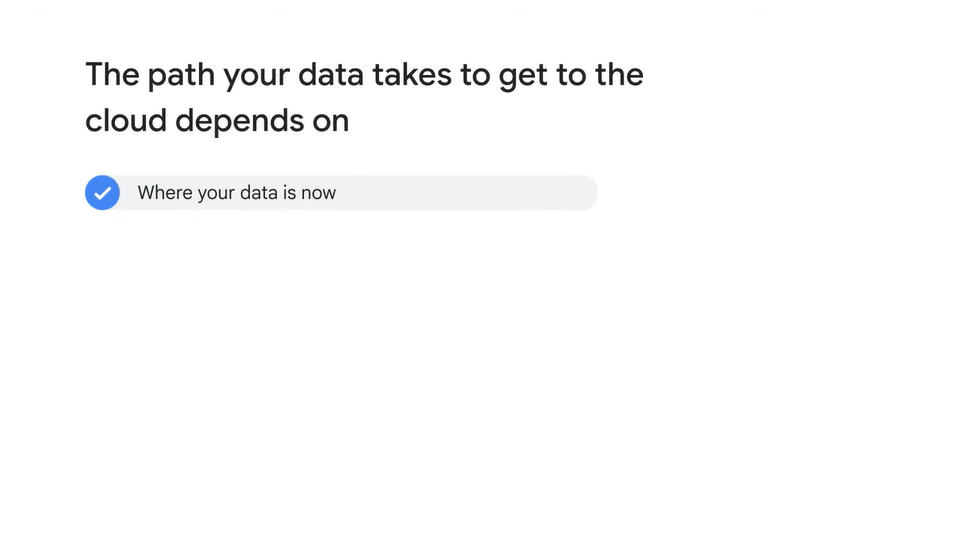 The path your data takes to get to the
cloud depends on
Where your data is now